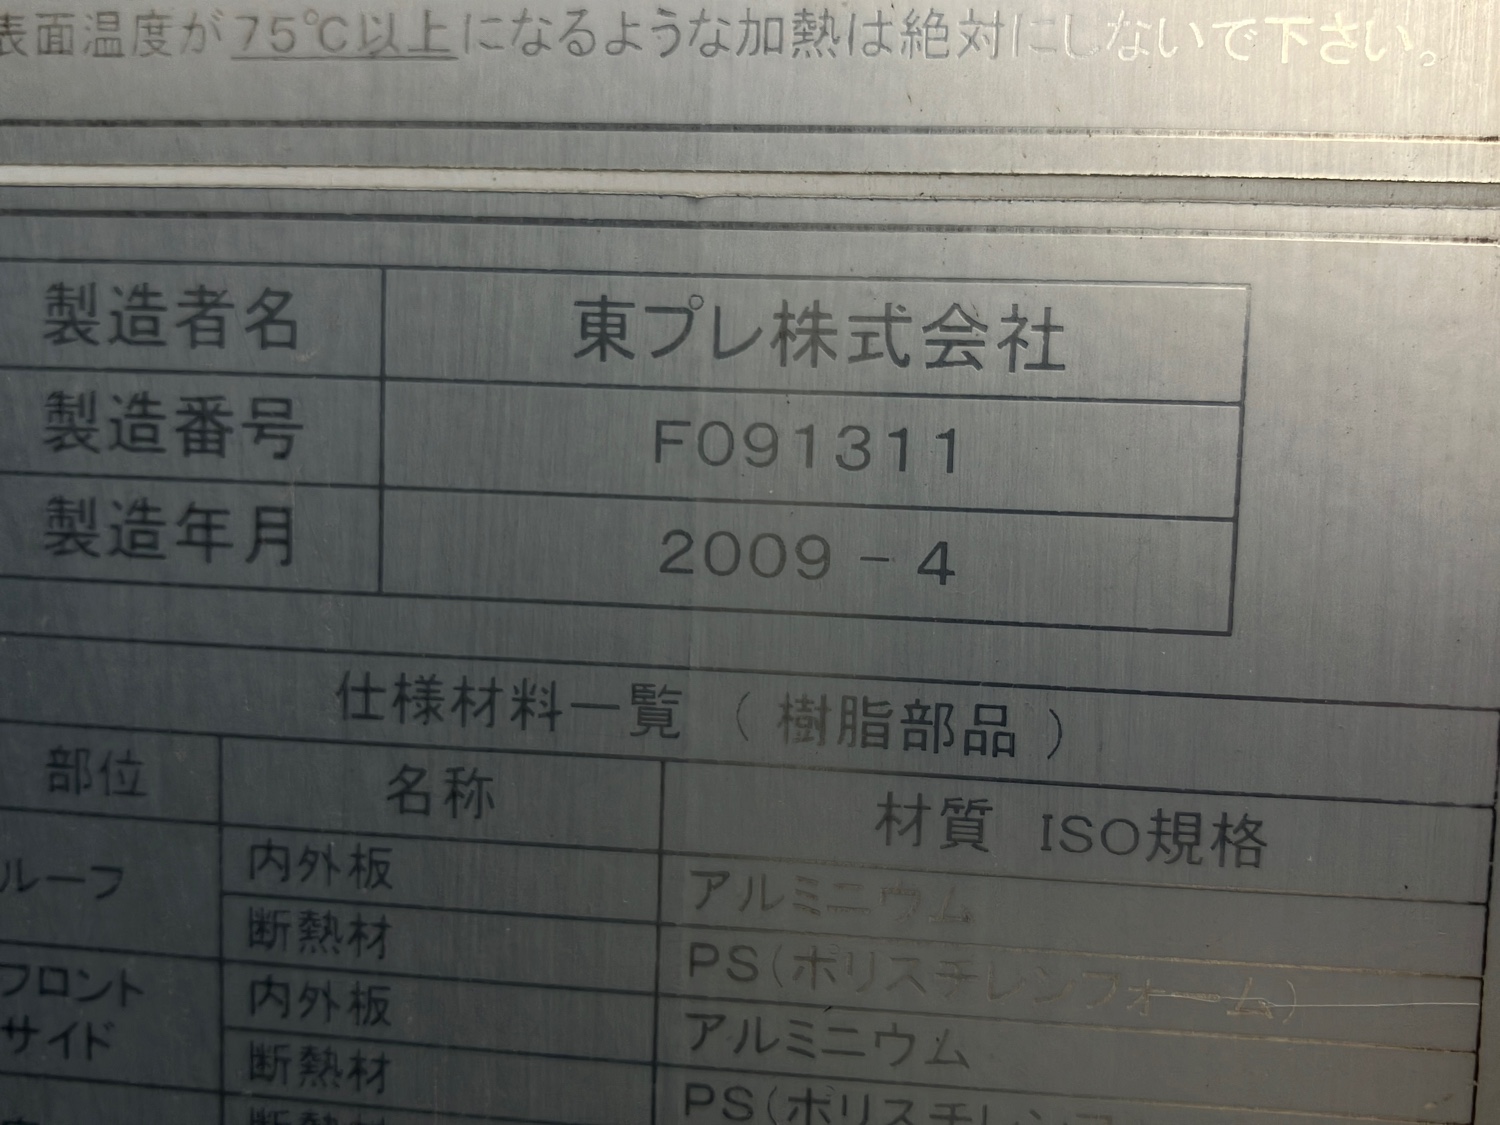 表面温度が75℃以上になるような加熱は絶対にしないで下さい。
製造者名 東プレ株式会社
製造番号 F091311
製造年月 2009-4
仕様材料一覧(樹脂部品)
部位 名称 材質 ISO規格
ルーフ 内外板 アルミニウム
断熱材 PS(ポリスチレンフォーム)
フロント
サイド
内外板 アルミニウム
断熱材 PS(ポリスチレンフ
断熱材